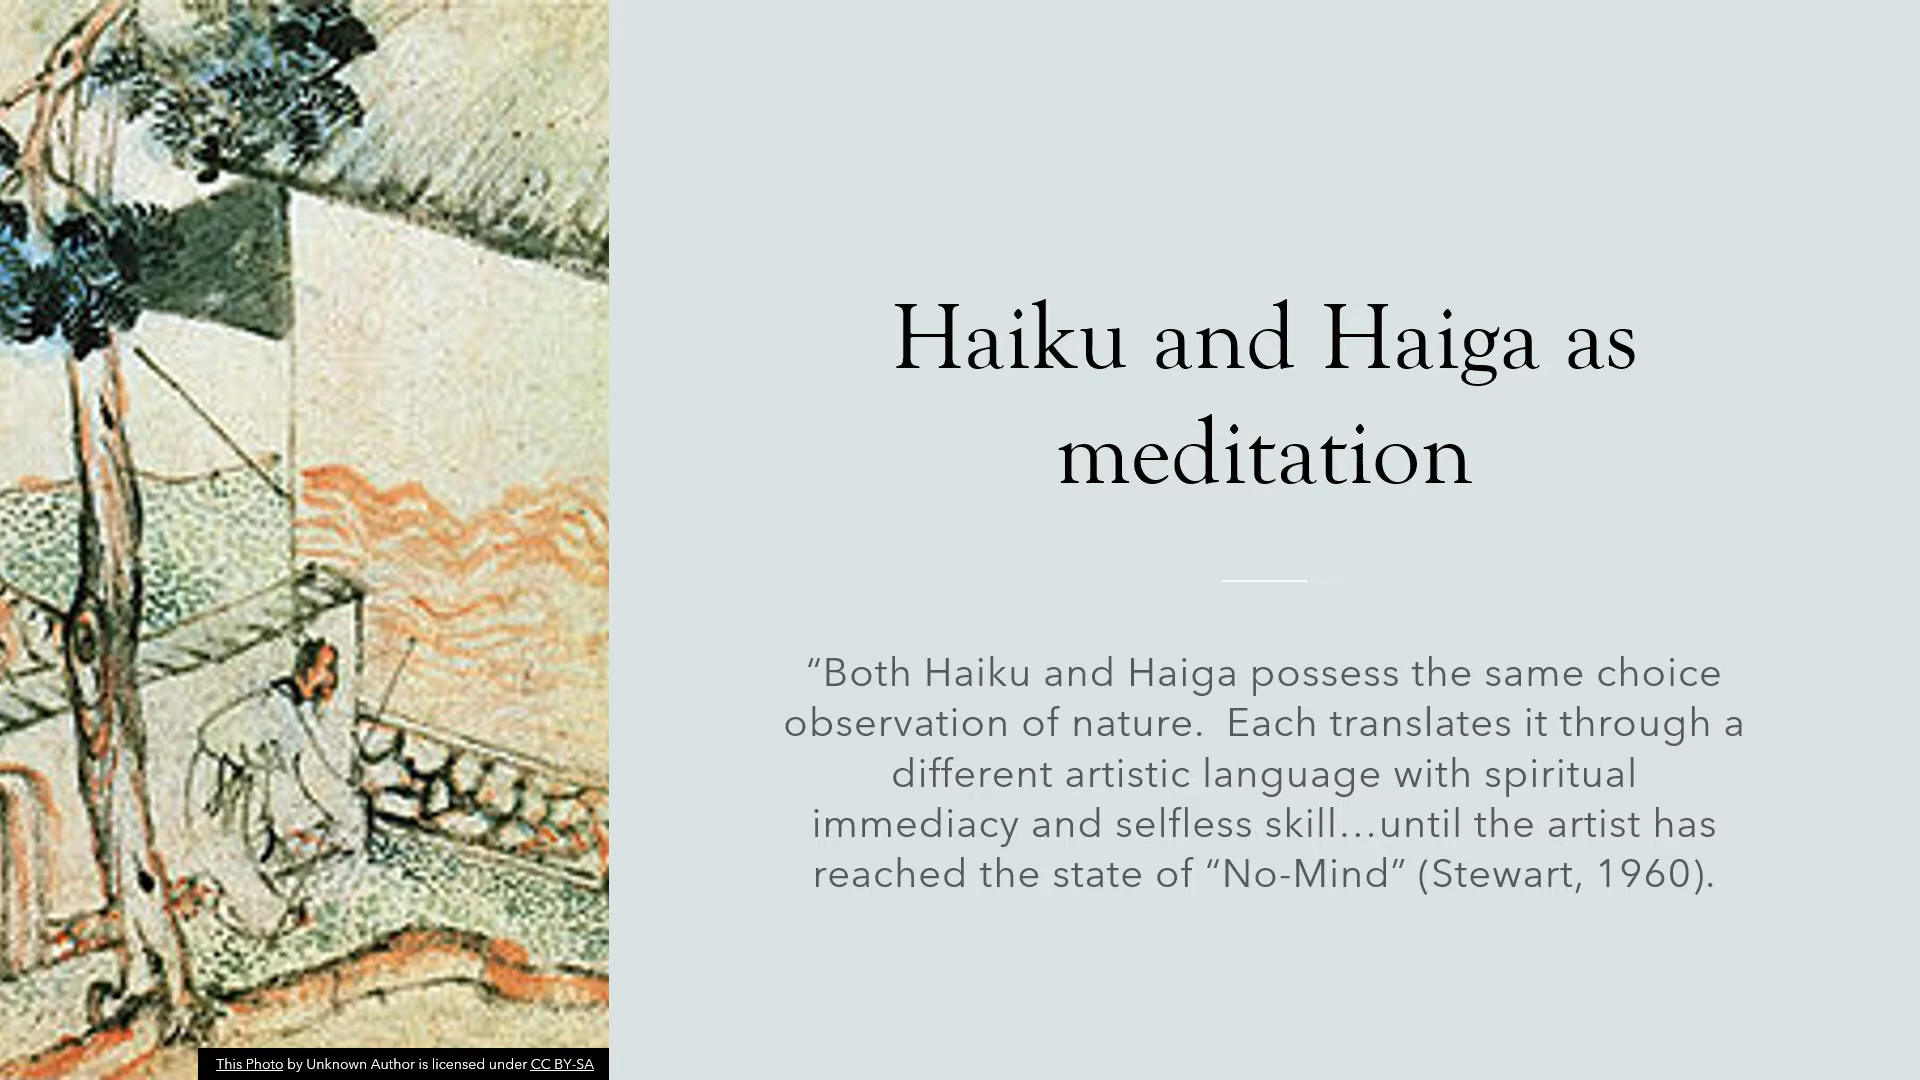 Haiku and Haiga as
meditation
“Both Haiku and Haiga possess the same choice
observation of nature.  Each translates it through a
different artistic language with spiritual
immediacy and selfless skill…until the artist has
reached the state of “No-Mind” (Stewart, 1960).
This Photo by Unknown Author is licensed under CC BY-SA